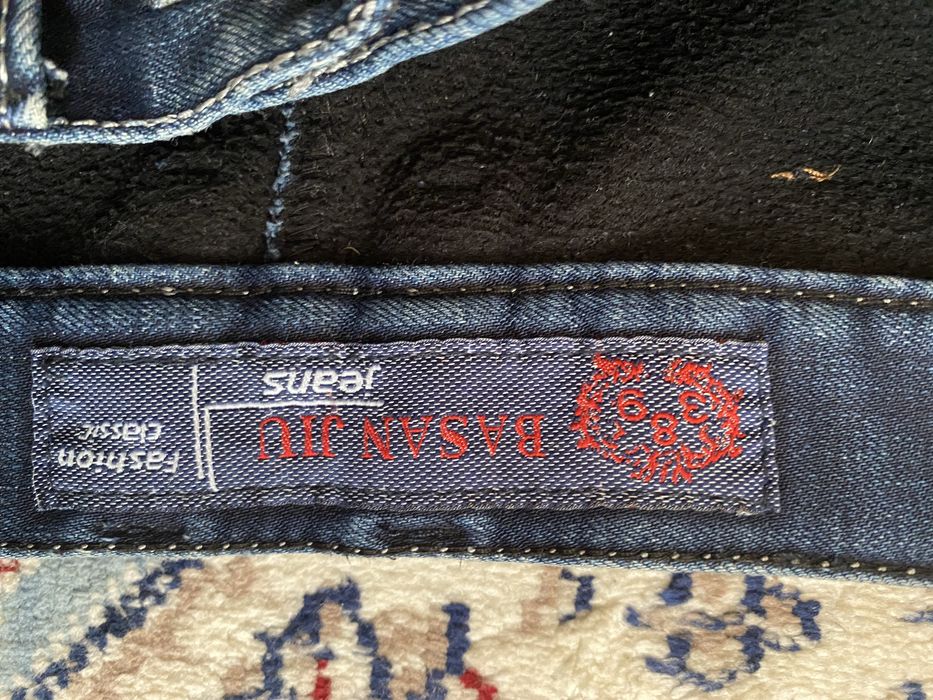 8
3 9
BASAN JIU
jeans
Fashion
Classic